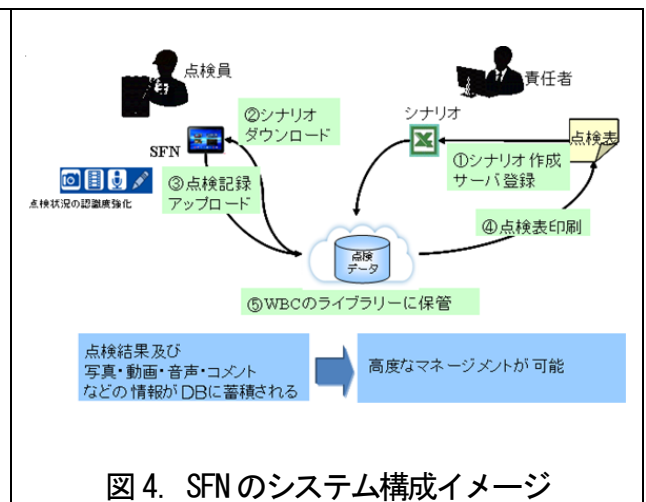 点検員
責任者
②シナリオ
ダウンロード
シナリオ
点検表
SFN
①シナリオ作成
サーバ登録
③点検記録
アップロード
点検状況の認識度強化
④点検表印刷
点検
データ
⑤WBCのライブラリーに保管
点検結果及び
写真・動画・音声・コメント
などの情報がDBに蓄積される
高度なマネージメントが可能
図4. SFNのシステム構成イメージ